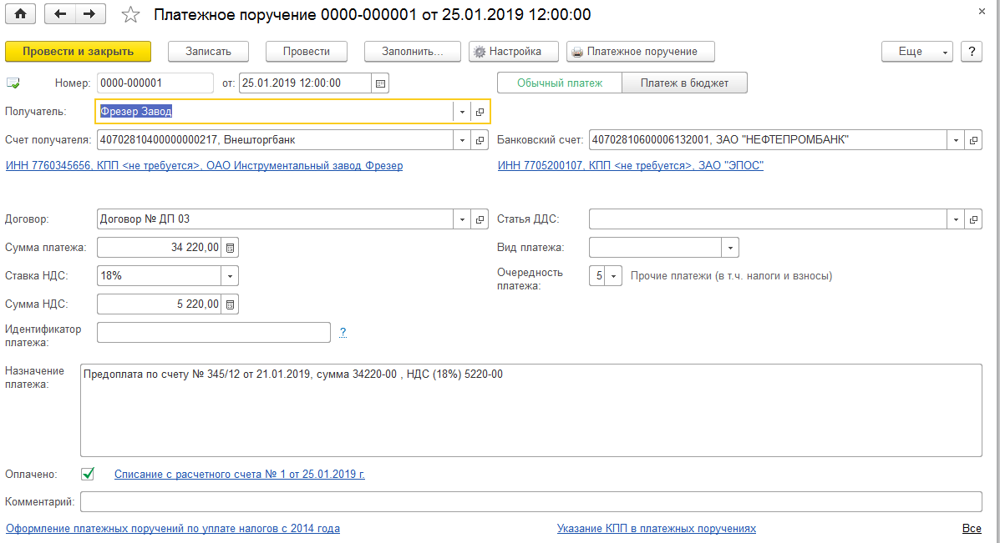 Платежное поручение 0000-000001 от 25.01.2019 12:00:00
Провести и закрыть Записать Провести Заполнить... Настройка Платежное поручение Еще ?
Номер: 0000-000001 от: 25.01.2019 12:00:00 Обычный платеж Платеж в бюджет
Получатель: Фрезер Завод
Счет получателя: 40702810400000000217, Внешторгбанк Банковский счет: 40702810600006132001, ЗАО "НЕФТЕПРОМБАНК"
ИНН 7760345656, КПП <не требуется>, ОАО Инструментальный завод Фрезер ИНН 7705200107, КПП <не требуется>, ЗАО "ЭПОС"
Договор: Договор № ДП 03 Статья ДДС:
Сумма платежа: 34 220,00 Вид платежа:
Ставка НДС: 18% Очередность
платежа: 5 Прочие платежи (в т.ч. налоги и взносы)
Сумма НДС: 5 220,00
Идентификатор
платежа: ?
Назначение
платежа:
Предоплата по счету № 345/12 от 21.01.2019, сумма 34220-00 , НДС (18%) 5220-00
Оплачено: Списание с расчетного счета № 1 от 25.01.2019 г.
Комментарий:
Оформление платежных поручений по уплате налогов с 2014 года Указание КПП в платежных поручениях Все